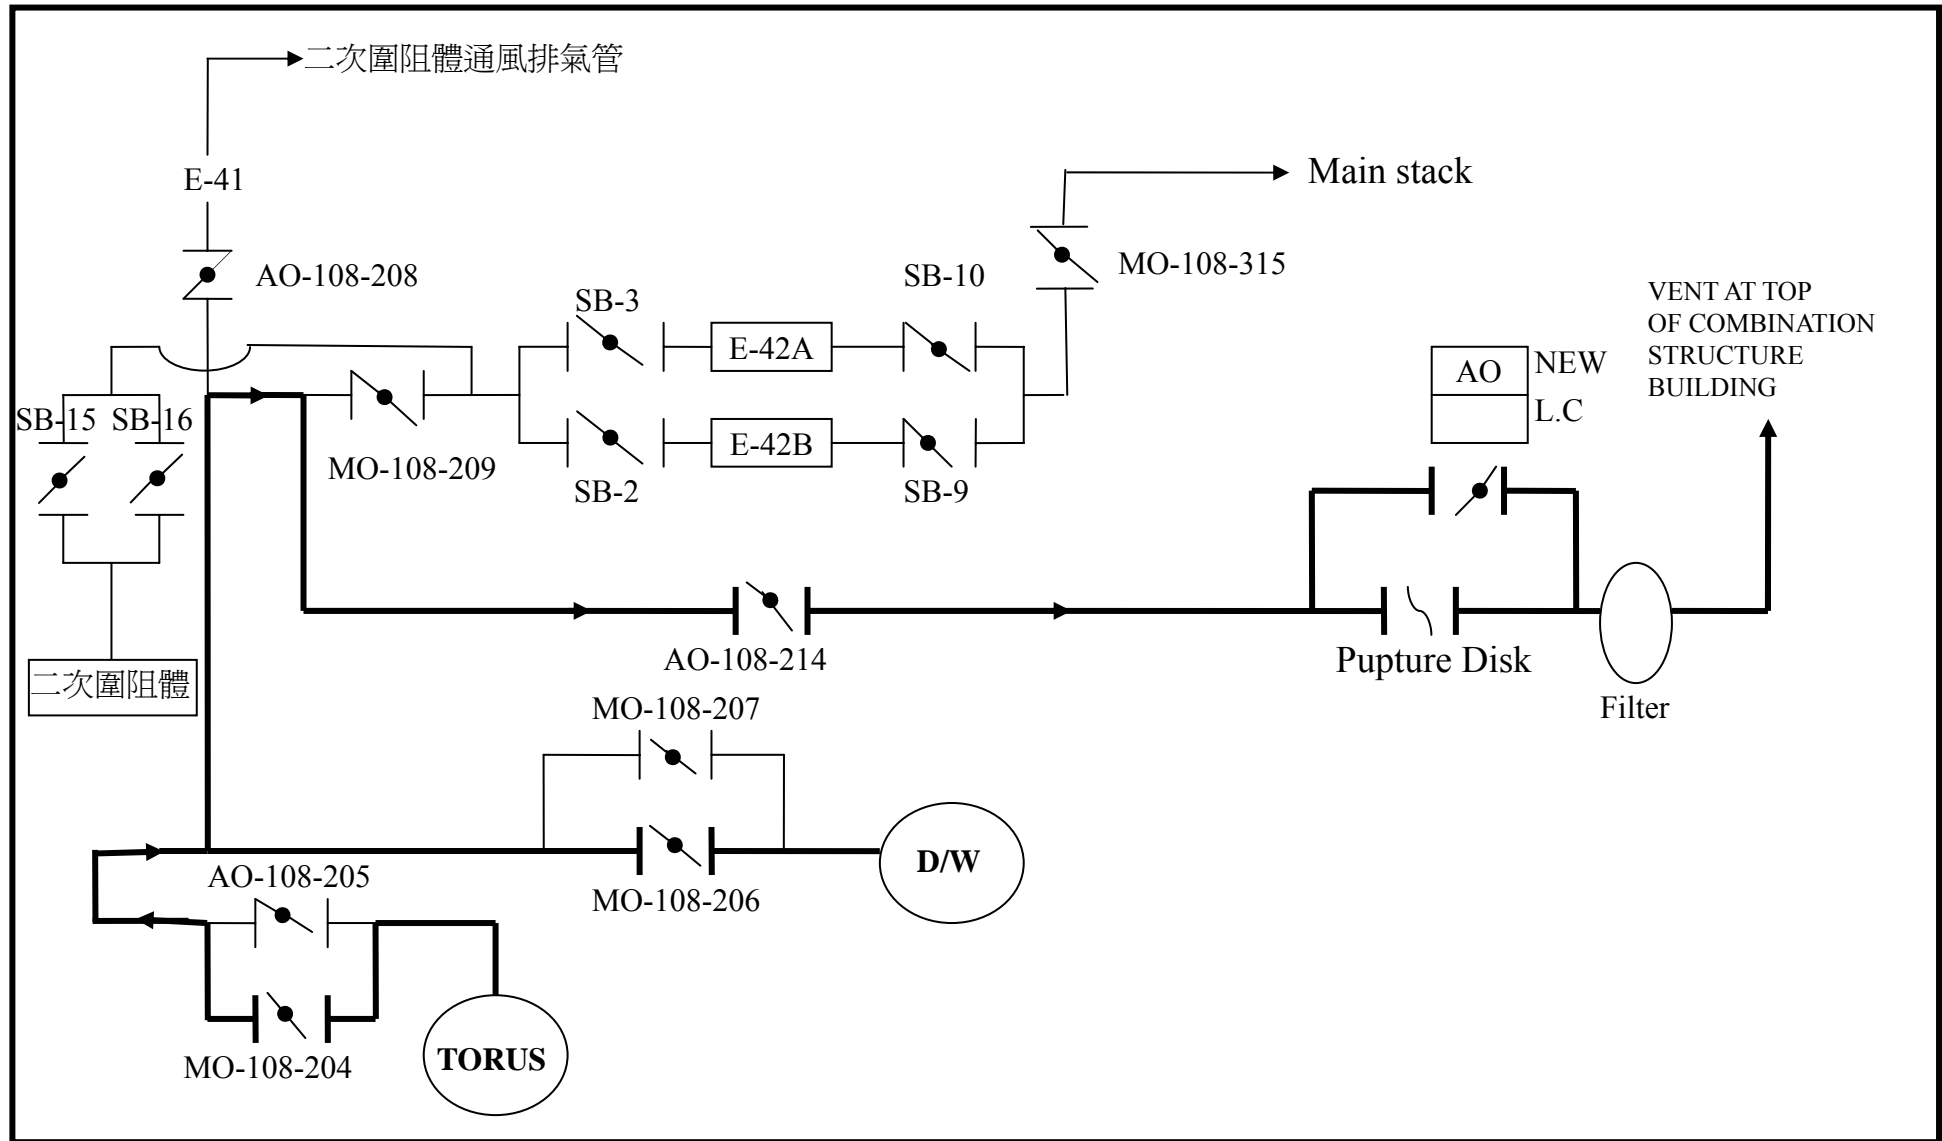 二次圍阻體通風排氣管
E-41
Main stack
AO-108-208
SB-3
SB-10
MO-108-315
VENT AT TOP
OF COMBINATION
STRUCTURE
BUILDING
E-42A
AO
NEW
L.C
SB-15
SB-16
MO-108-209
E-42B
SB-2
SB-9
AO-108-214
Pupture Disk
二次圍阻體
Filter
MO-108-207
D/W
AO-108-205
MO-108-206
TORUS
MO-108-204